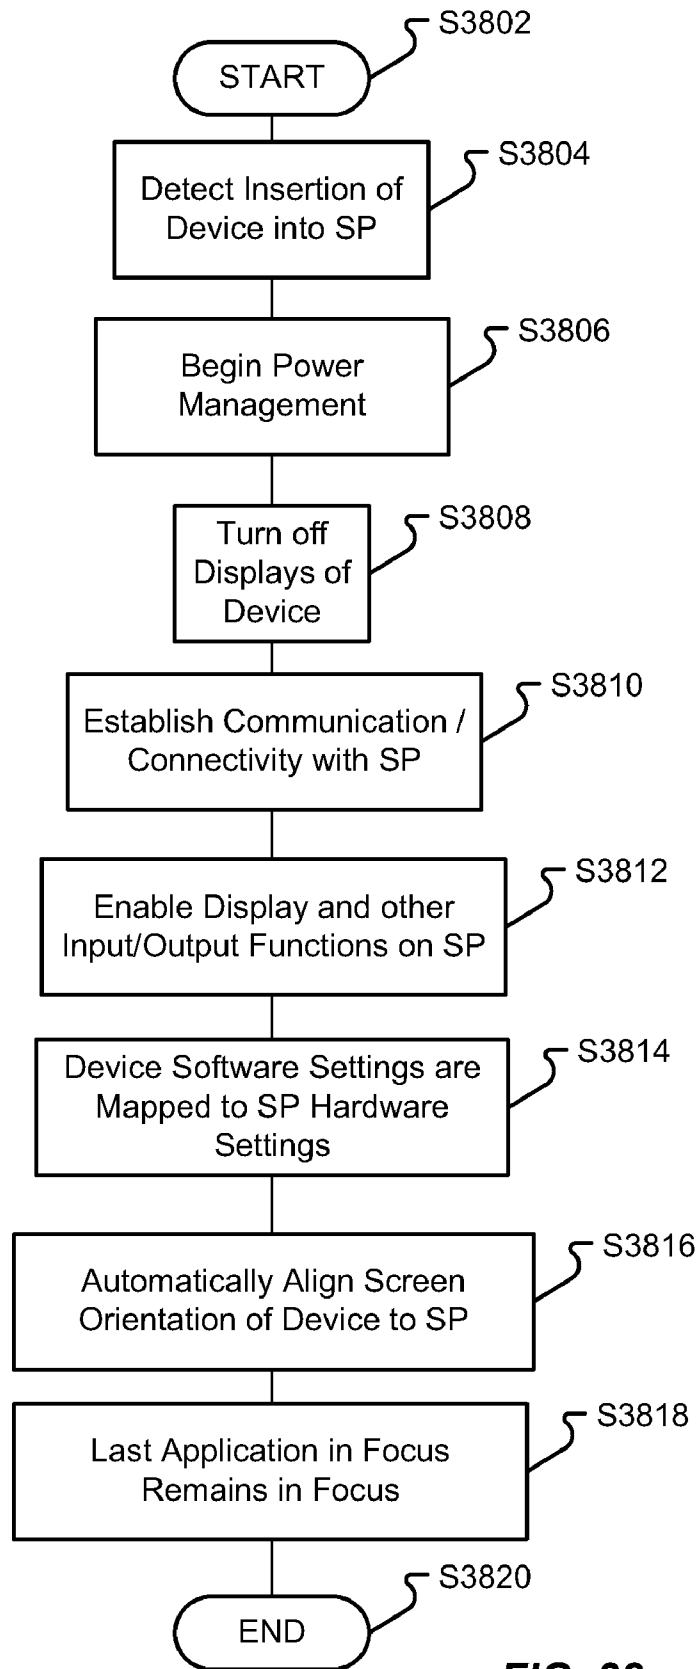 S3802
START
S3804
Detect Insertion of
Device into SP
S3806
Begin Power
Management
S3808
Turn off
Displays of
Device
S3810
Establish Communication /
Connectivity with SP
S3812
Enable Display and other
Input/Output Functions on SP
S3814
Device Software Settings are
Mapped to SP Hardware
Settings
S3816
Automatically Align Screen
Orientation of Device to SP
S3818
Last Application in Focus
Remains in Focus
S3820
END